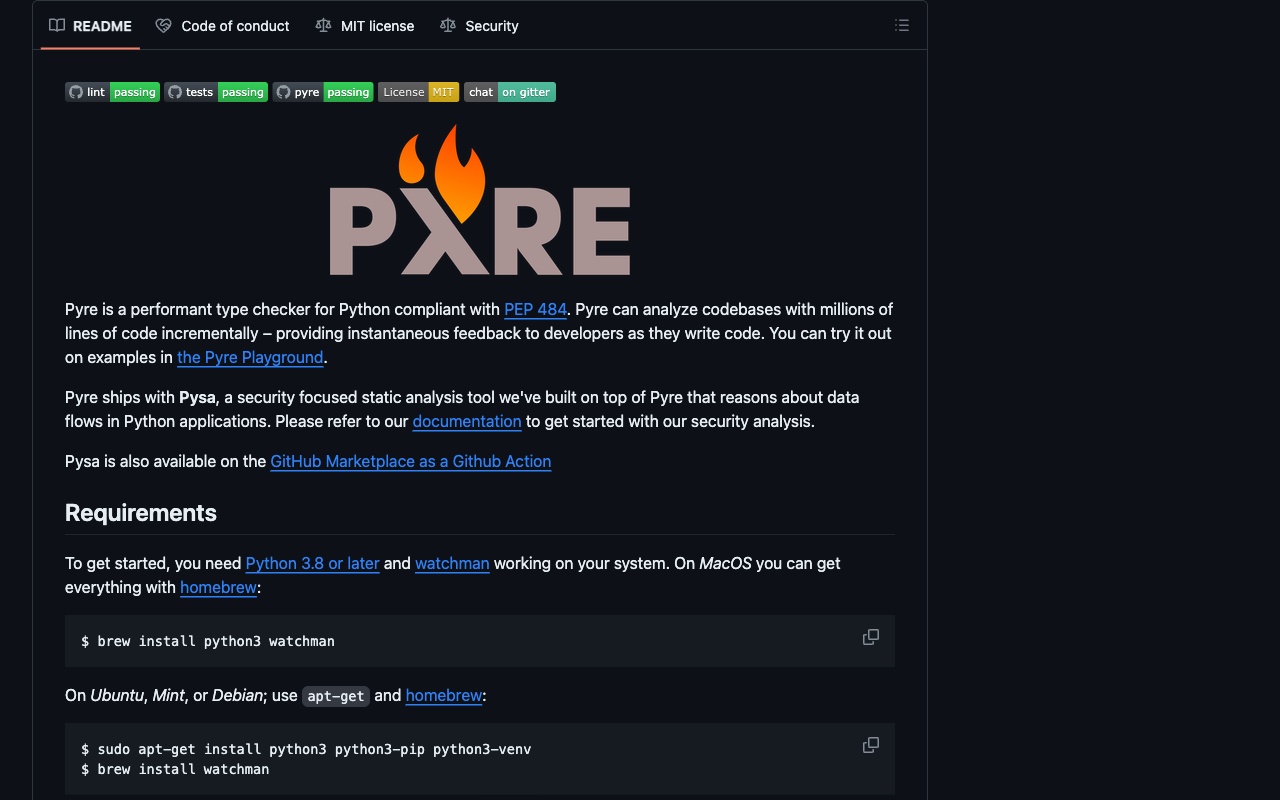 README Code of conduct MIT license Security
lint passing tests passing pyre passing License MIT chat on gitter
PYRE
Pyre is a performant type checker for Python compliant with PEP 484. Pyre can analyze codebases with millions of
lines of code incrementally – providing instantaneous feedback to developers as they write code. You can try it out
on examples in the Pyre Playground.
Pyre ships with Pysa, a security focused static analysis tool we've built on top of Pyre that reasons about data
flows in Python applications. Please refer to our documentation to get started with our security analysis.
Pysa is also available on the GitHub Marketplace as a Github Action
Requirements
To get started, you need Python 3.8 or later and watchman working on your system. On MacOS you can get
everything with homebrew:
$ brew install python3 watchman
On Ubuntu, Mint, or Debian; use apt-get and homebrew:
$ sudo apt-get install python3 python3-pip python3-venv
$ brew install watchman